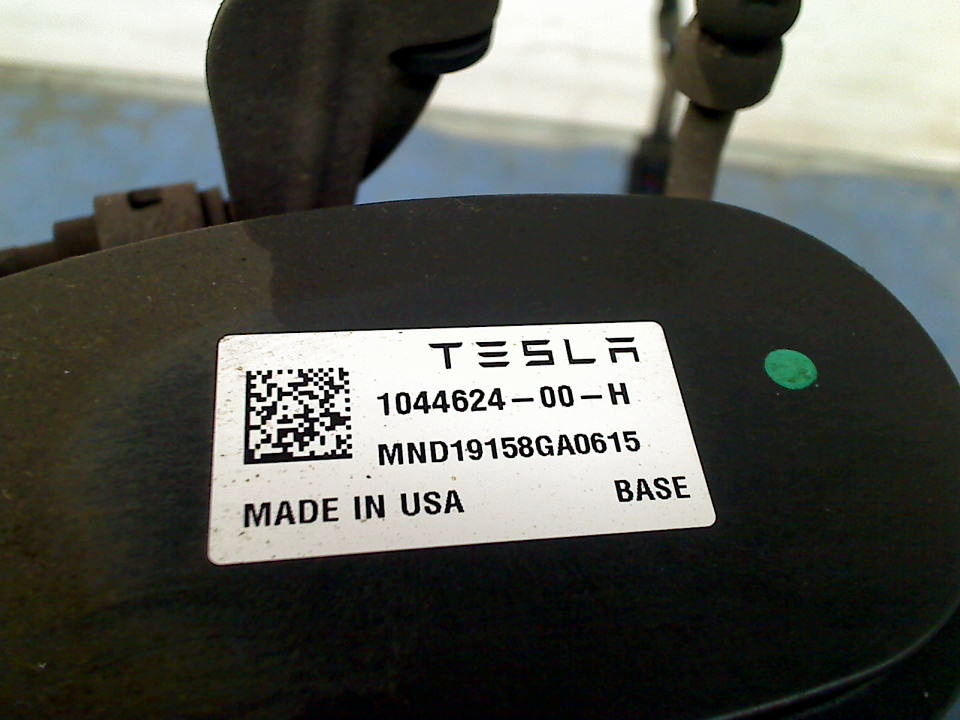 TESLA
1044624-00-H
MND19158GA0615
MADE IN USA BASE